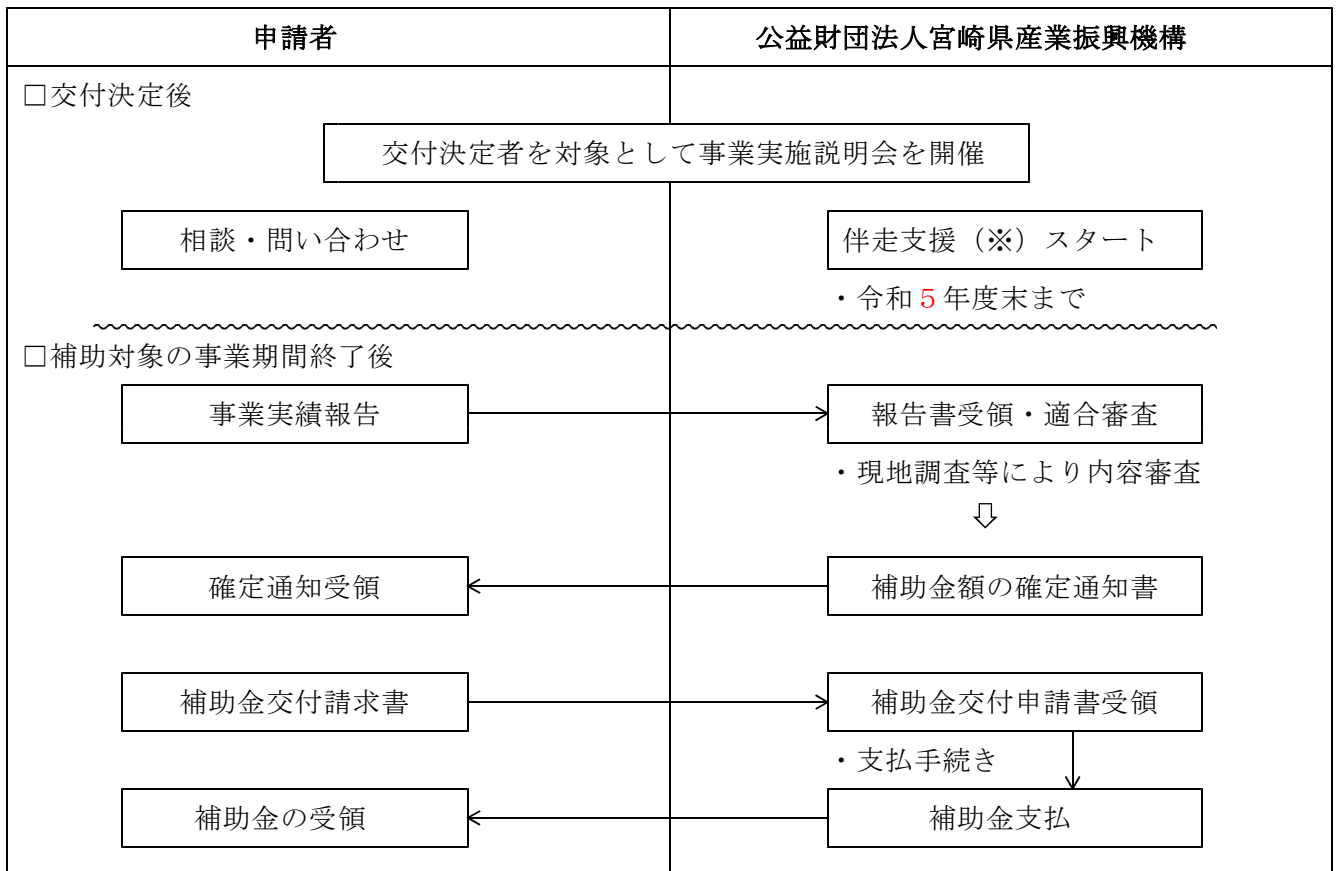 申請者
公益財団法人宮崎県産業振興機構
□交付決定後
交付決定者を対象として事業実施説明会を開催
相談・問い合わせ
伴走支援（※）スタート
・令和５年度末まで
□補助対象の事業期間終了後
事業実績報告
報告書受領・適合審査
・現地調査等により内容審査
⇩
確定通知受領
補助金額の確定通知書
補助金交付請求書
補助金交付申請書受領
・支払手続き
補助金の受領
補助金支払